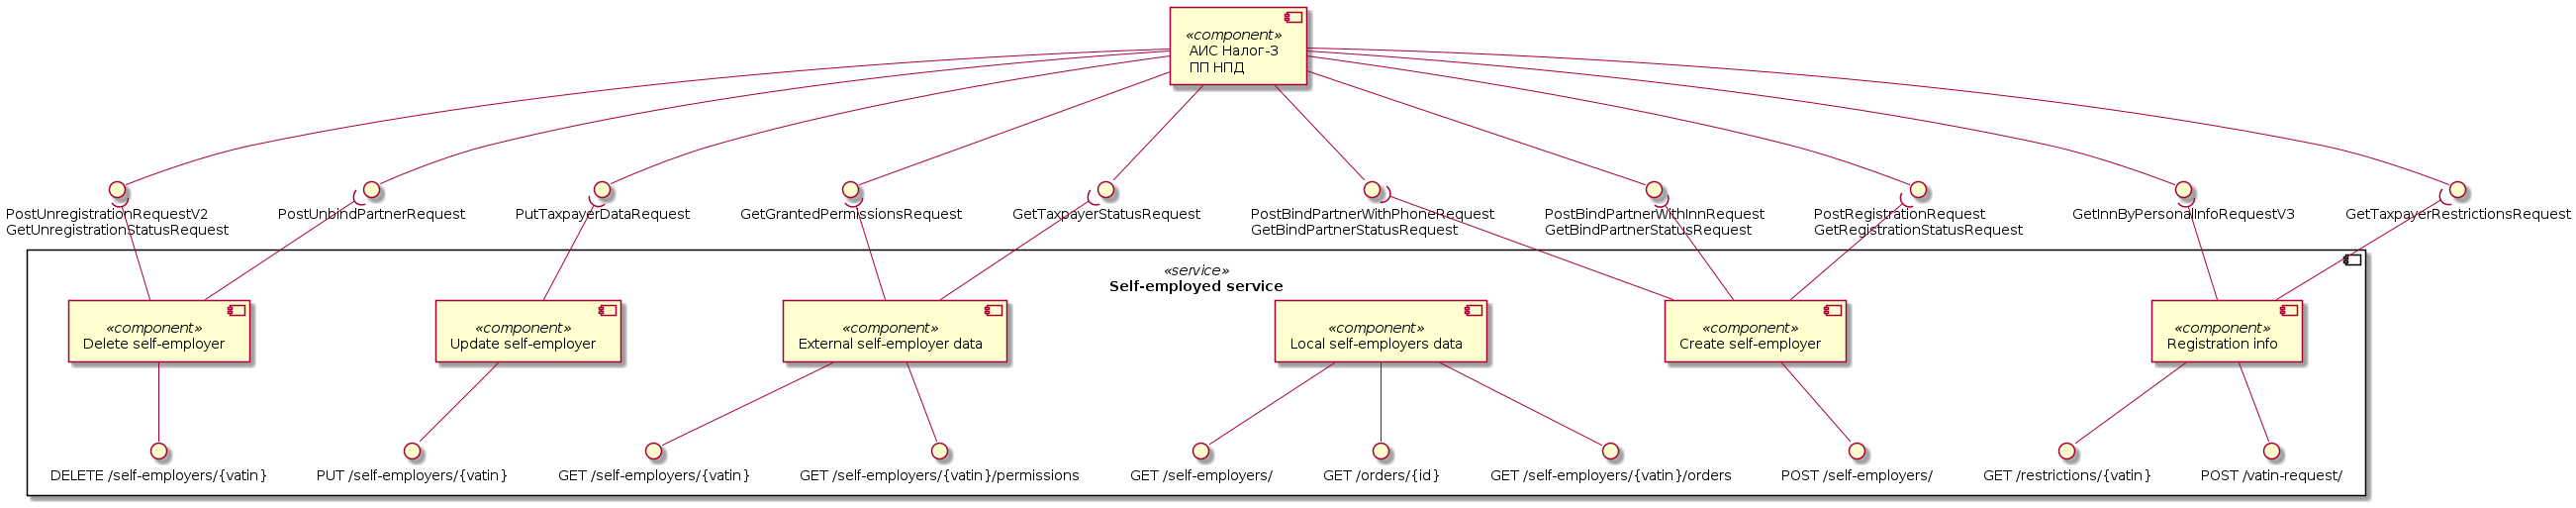 «component»
АИС Налог-3
ПП НПД
PostUnregistrationRequestV2
GetUnregistrationStatusRequest
PostUnbindPartnerRequest
PutTaxpayerDataRequest
GetGrantedPermissionsRequest
GetTaxpayerStatusRequest
PostBindPartnerWithPhoneRequest
GetBindPartnerStatusRequest
PostBindPartnerWithInnRequest
GetBindPartnerStatusRequest
PostRegistrationRequest
GetRegistrationStatusRequest
GetInnByPersonalInfoRequestV3
GetTaxpayerRestrictionsRequest
«service»
Self-employed service
«component»
Delete self-employer
«component»
Update self-employer
«component»
External self-employer data
«component»
Local self-employers data
«component»
Create self-employer
«component»
Registration info
DELETE /self-employers/{vatin}
PUT /self-employers/{vatin}
GET /self-employers/{vatin}
GET /self-employers/{vatin}/permissions
GET /self-employers/
GET /orders/{id}
GET /self-employers/{vatin}/orders
POST /self-employers/
GET /restrictions/{vatin}
POST /vatin-request/